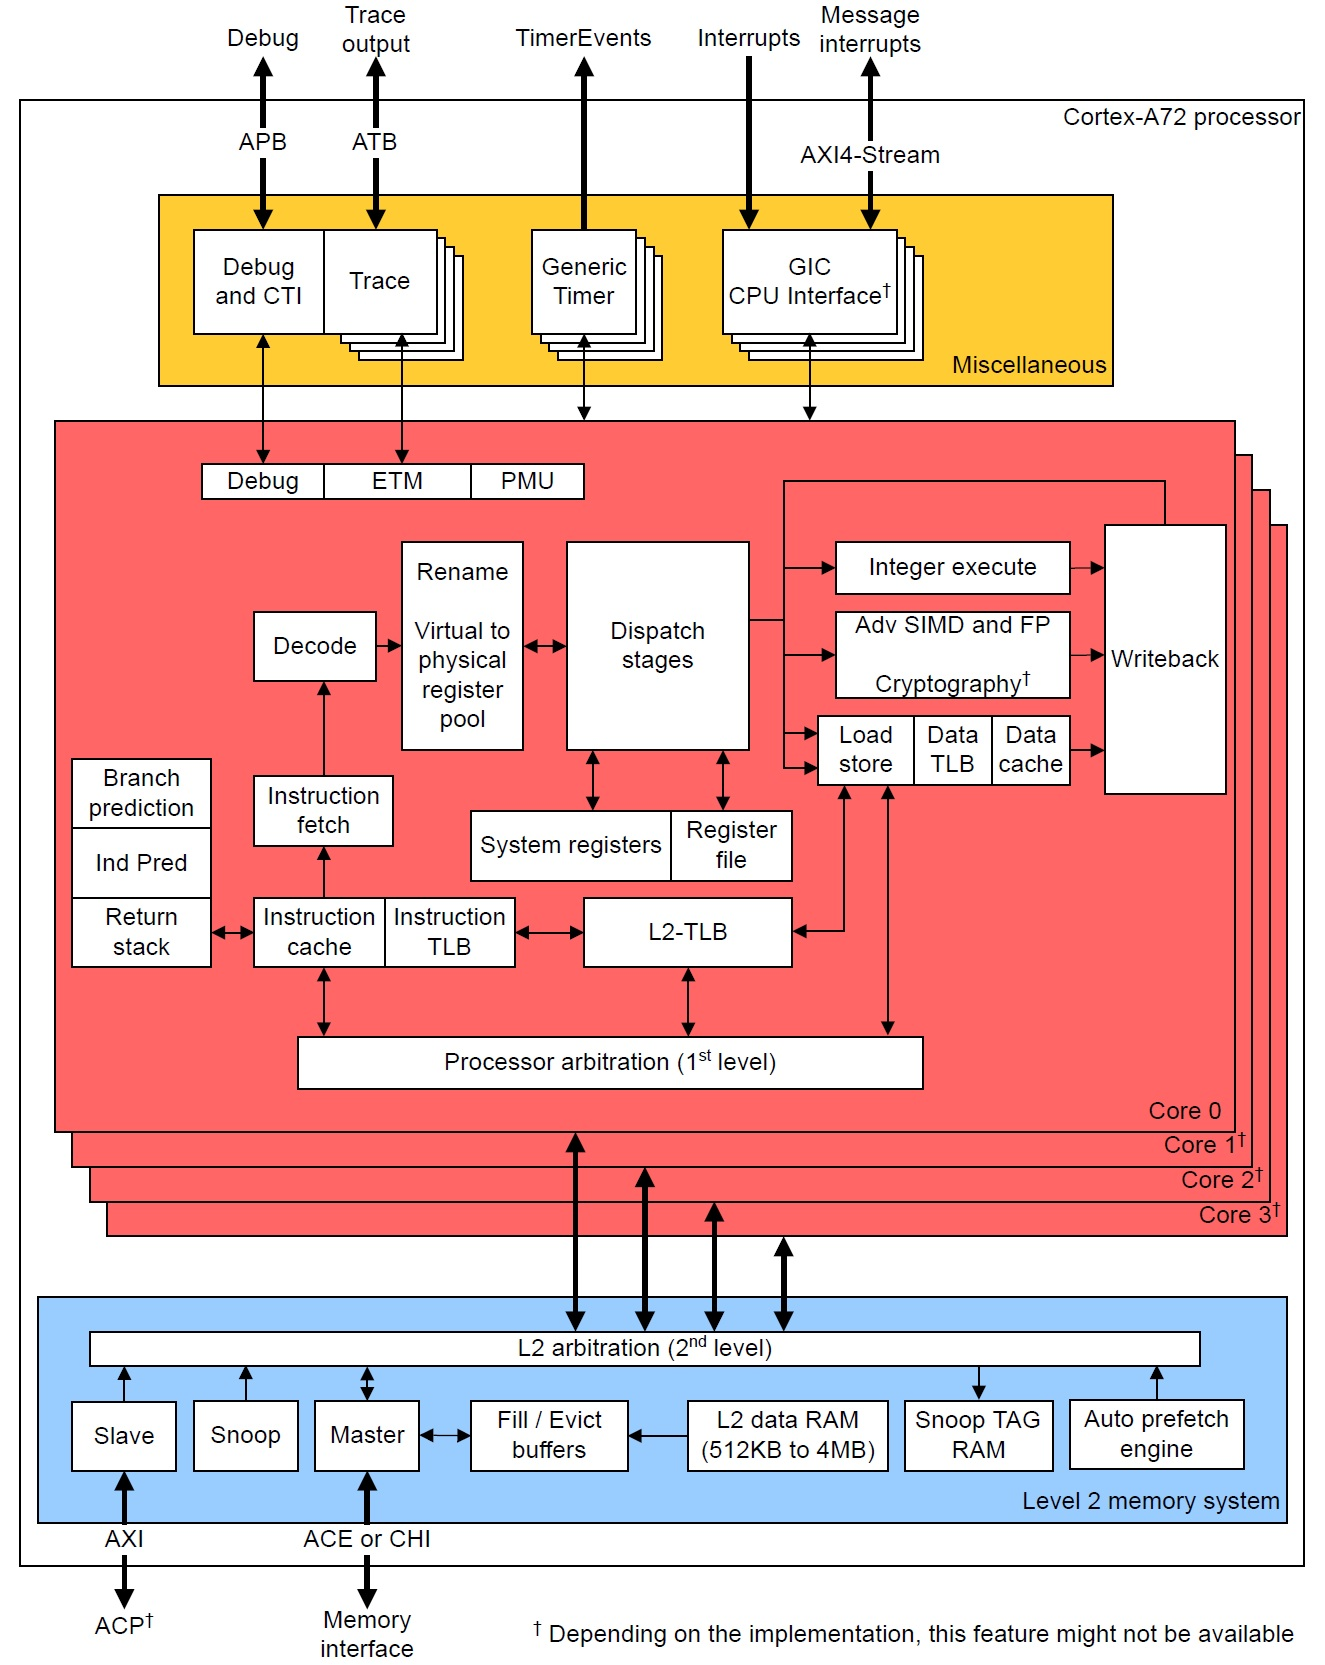 Debug
Trace
output
TimerEvents
Interrupts
Message
interrupts
Cortex-A72 processor
APB
ATB
AXI4-Stream
Debug
and CTI
Trace
Generic
Timer
GIC
CPU Interface†
Miscellaneous
Debug
ETM
PMU
Rename
Virtual to
physical
register
pool
Decode
Dispatch
stages
Integer execute
Adv SIMD and FP
Cryptography†
Writeback
Load
store
Data
TLB
Data
cache
Branch
prediction
Ind Pred
Return
stack
Instruction
fetch
System registers
Register
file
Instruction
cache
Instruction
TLB
L2-TLB
Processor arbitration (1st level)
Core 0
Core 1†
Core 2†
Core 3†
L2 arbitration (2nd level)
Slave
Snoop
Master
Fill / Evict
buffers
L2 data RAM
(512KB to 4MB)
Snoop TAG
RAM
Auto prefetch
engine
Level 2 memory system
AXI
ACE or CHI
ACP†
Memory
interface
† Depending on the implementation, this feature might not be available